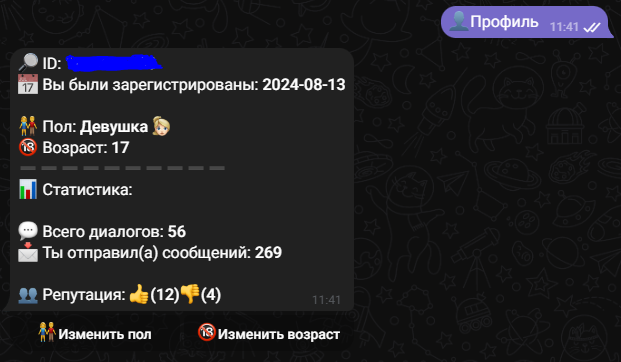 Профиль
11:41
ID:
Вы были зарегистрированы: 2024-08-13
Пол: Девушка
Возраст: 17
Статистика:
Всего диалогов: 56
Ты отправил(а) сообщений: 269
Репутация: 👍(12)👎(4)
11:41
Изменить пол
Изменить возраст